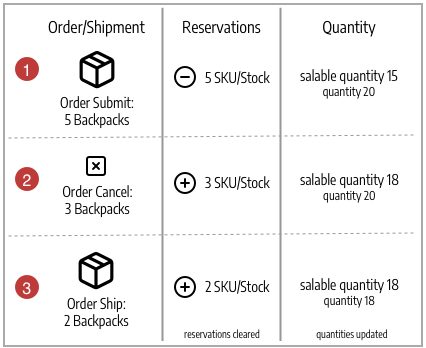 Order/Shipment
Reservations
Quantity
1
Order Submit:
5 Backpacks
5 SKU/Stock
salable quantity 15
quantity 20
2
Order Cancel:
3 Backpacks
3 SKU/Stock
salable quantity 18
quantity 20
3
Order Ship:
2 Backpacks
2 SKU/Stock
reservations cleared
salable quantity 18
quantity 18
quantities updated